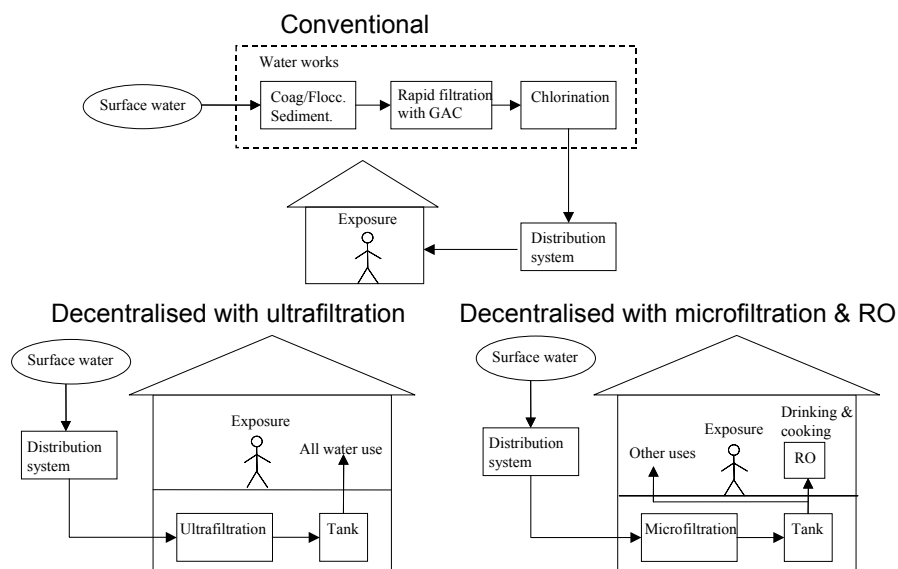 Conventional
Water works
Surface water
Coag/Flocc.
Sediment.
Rapid filtration
with GAC
Chlorination
Exposure
Distribution
system
Decentralised with ultrafiltration
Surface water
Distribution
system
Exposure
All water use
Ultrafiltration
Tank
Decentralised with microfiltration & RO
Surface water
Distribution
system
Drinking &
cooking
Exposure
Other uses
RO
Microfiltration
Tank